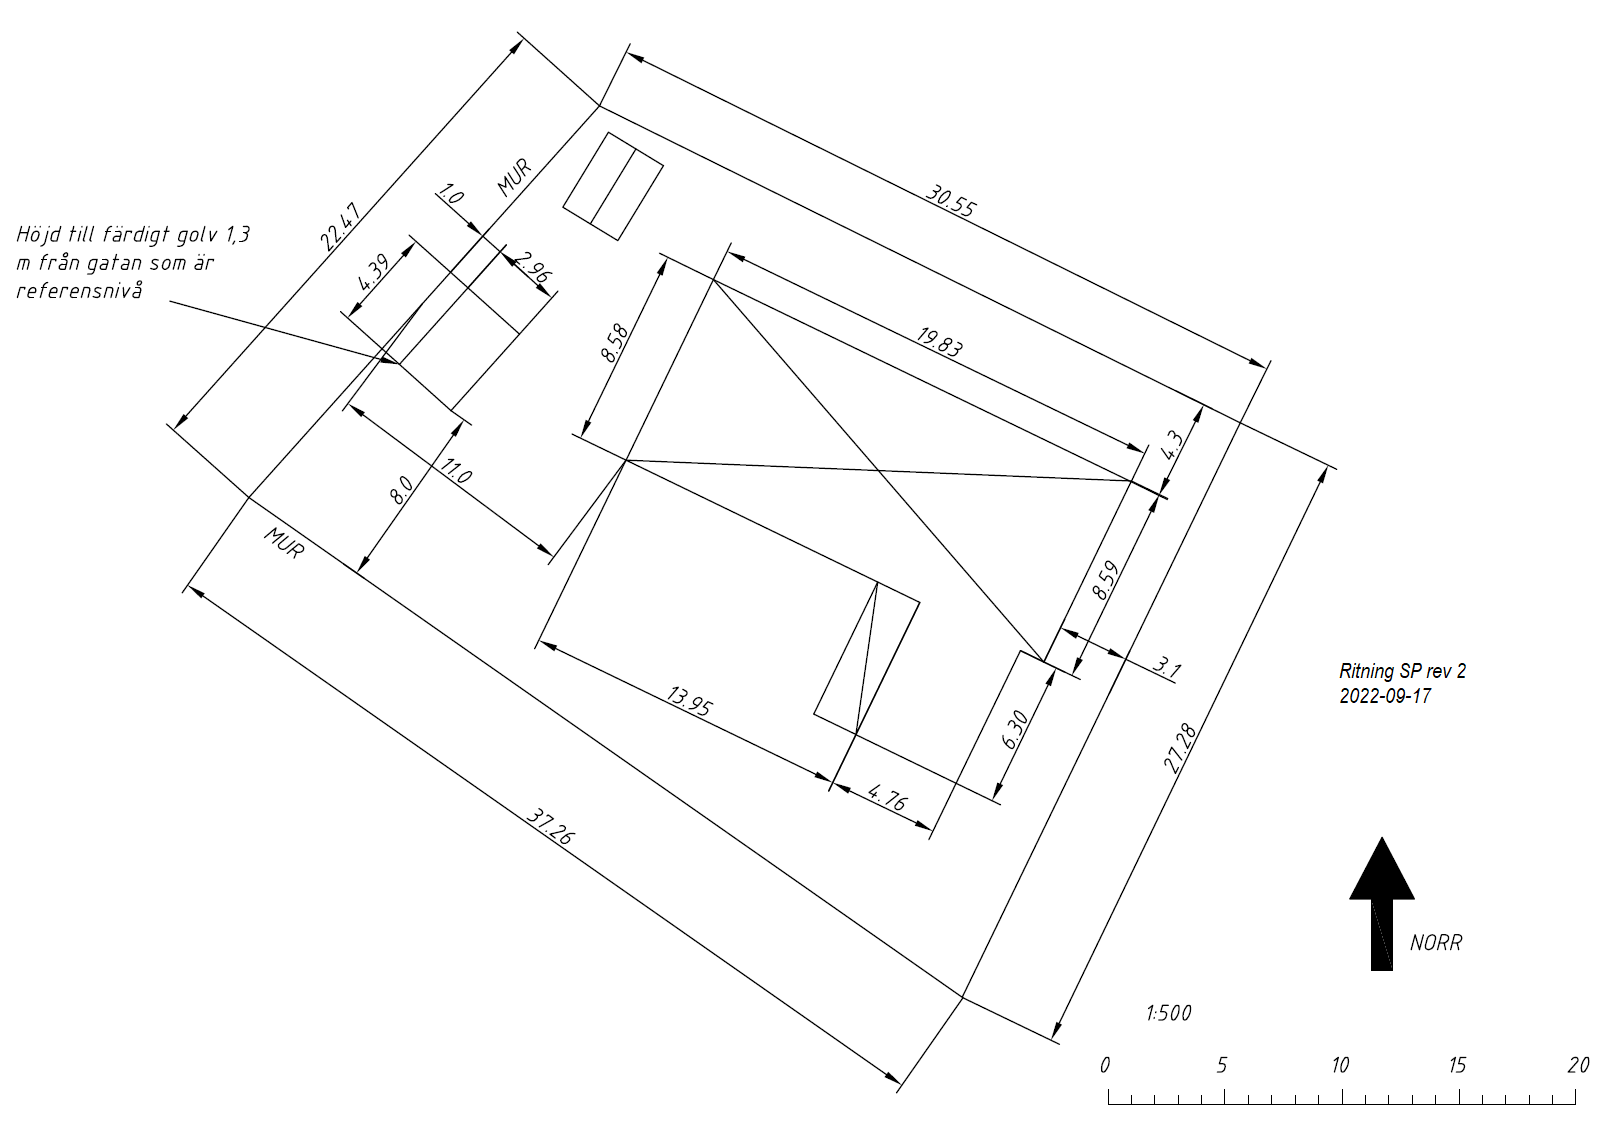 30.55
MUR
1.0
22.47
Höjd till färdigt golv 1,3
m från gatan som är
referensnivå
4.39
2.96
8.58
19.83
4.3
11.0
8.0
MUR
8.59
3.1
Ritning SP rev 2
2022-09-17
13.95
6.30
27.28
4.76
37.26
NORR
1:500
0 5 10 15 20